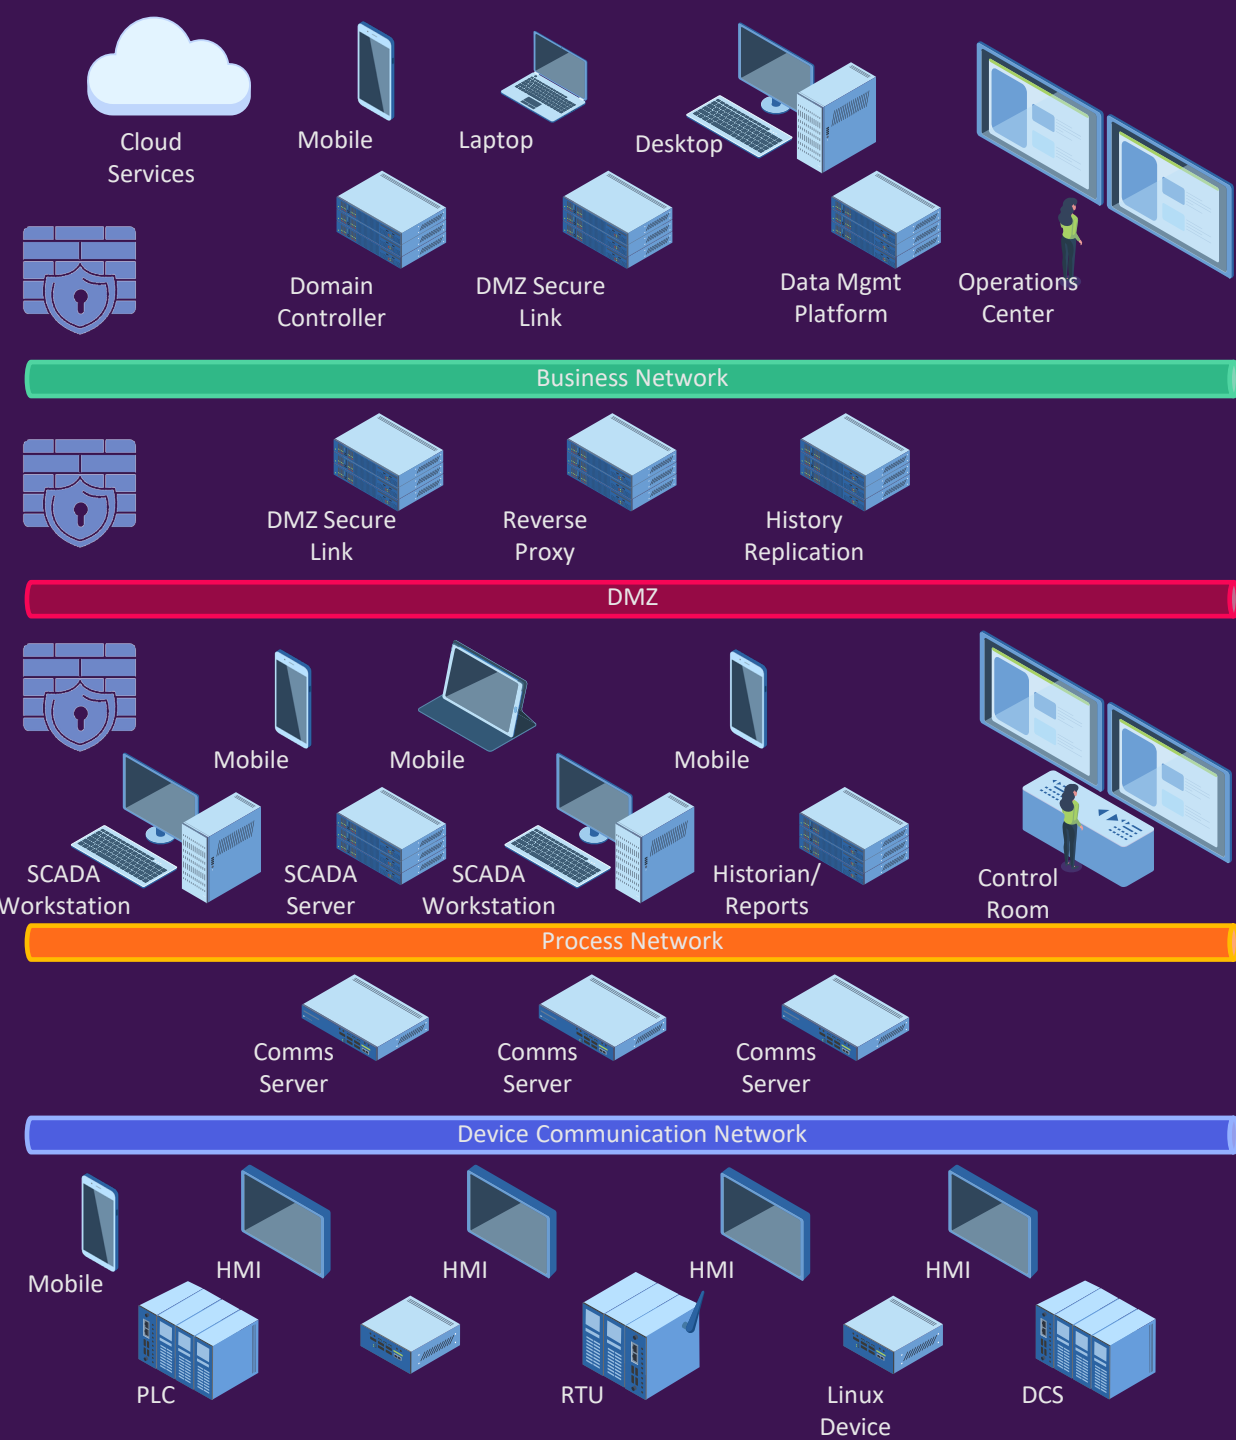 Cloud
Services
Mobile
Laptop
Desktop
Domain
Controller
DMZ Secure
Link
Data Mgmt
Platform
Operations
Center
Business Network
DMZ Secure
Link
Reverse
Proxy
History
Replication
DMZ
Mobile
Mobile
Mobile
SCADA
Workstation
SCADA
Server
SCADA
Workstation
Historian/
Reports
Control
Room
Process Network
Comms
Server
Comms
Server
Comms
Server
Device Communication Network
Mobile
HMI
HMI
HMI
HMI
PLC
RTU
Linux
Device
DCS